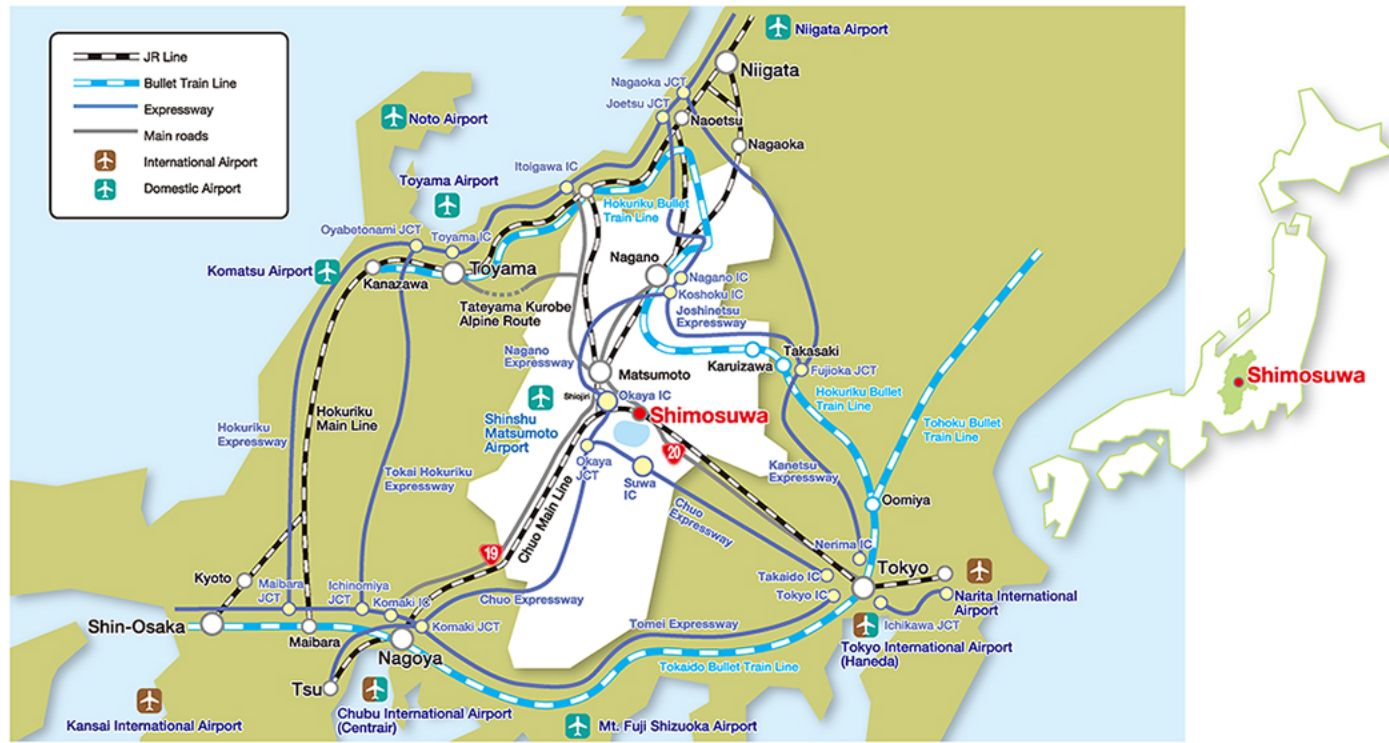 JR Line
Bullet Train Line
Expressway
Main roads
International Airport
Domestic Airport
Niigata Airport
Niigata
Nagaoka JCT
Joetsu JCT
Naoetsu
Nagaoka
Noto Airport
Itoigawa IC
Toyama Airport
Hokuriku Bullet
Train Line
Oyabetonami JCT
Toyama IC
Komatsu Airport
Kanazawa
Toyama
Nagano
Nagano IC
Koshoku IC
Tateyama Kurobe
Alpine Route
Joshinetsu
Expressway
Nagano
Expressway
Takasaki
Karuizawa
Fujioka JCT
Matsumoto
Shiojiri
Okaya IC
Shimosuwa
Hokuriku Bullet
Train Line
Tohoku Bullet
Train Line
Shinshu
Matsumoto
Airport
Hokuriku
Main Line
Hokuriku
Expressway
Tokai Hokuriku
Expressway
Okaya
JCT
20
Suwa
IC
Kanetsu
Expressway
Oomiya
Chuo Main Line
Chuo
Expressway
19
Nerima IC
Kyoto
Maibara
JCT
Ichinomiya
JCT
Komaki IC
Chuo Expressway
Takaido IC
Tokyo IC
Tokyo
Narita International
Airport
Shin-Osaka
Maibara
Komaki JCT
Nagoya
Tomei Expressway
Ichikawa JCT
Tokyo International Airport
(Haneda)
Tokaido Bullet Train Line
Tsu
Kansai International Airport
Chubu International Airport
(Centrair)
Mt. Fuji Shizuoka Airport
Shimosuwa